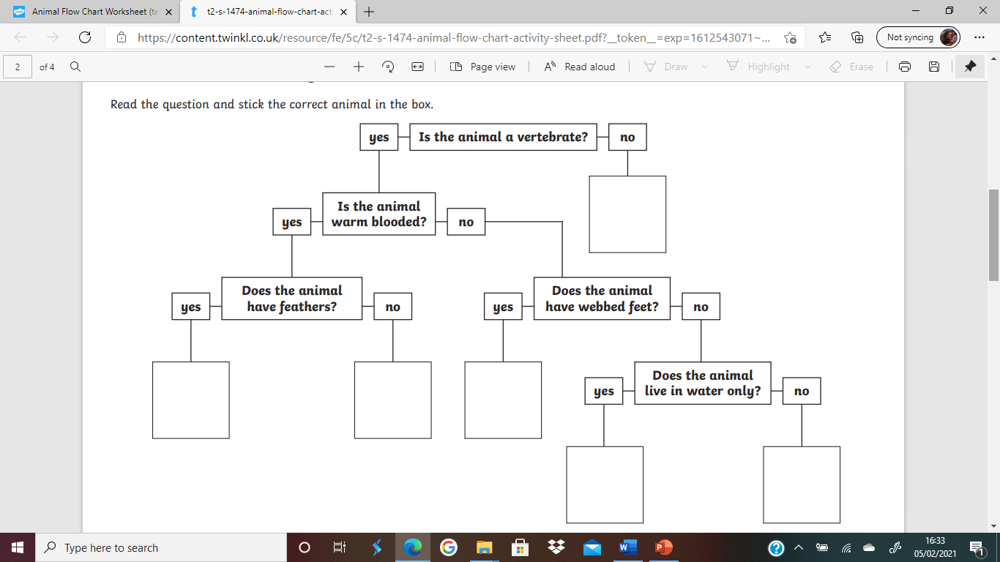 Animal Flow Chart Worksheet (te
t2-s-1474-animal-flow-chart-acti
https://content.twinkl.co.uk/resource/fe/5c/t2-s-1474-animal-flow-chart-activity-sheet.pdf?__token__=exp=1612543071~...
Not syncing
2 of 4
Page view
Read aloud
Draw
Highlight
Erase
Read the question and stick the correct animal in the box.
yes
Is the animal a vertebrate?
no
Is the animal
warm blooded?
yes
no
Does the animal
have feathers?
yes
no
Does the animal
have webbed feet?
yes
no
Does the animal
live in water only?
yes
no
Type here to search
16:33
05/02/2021
1